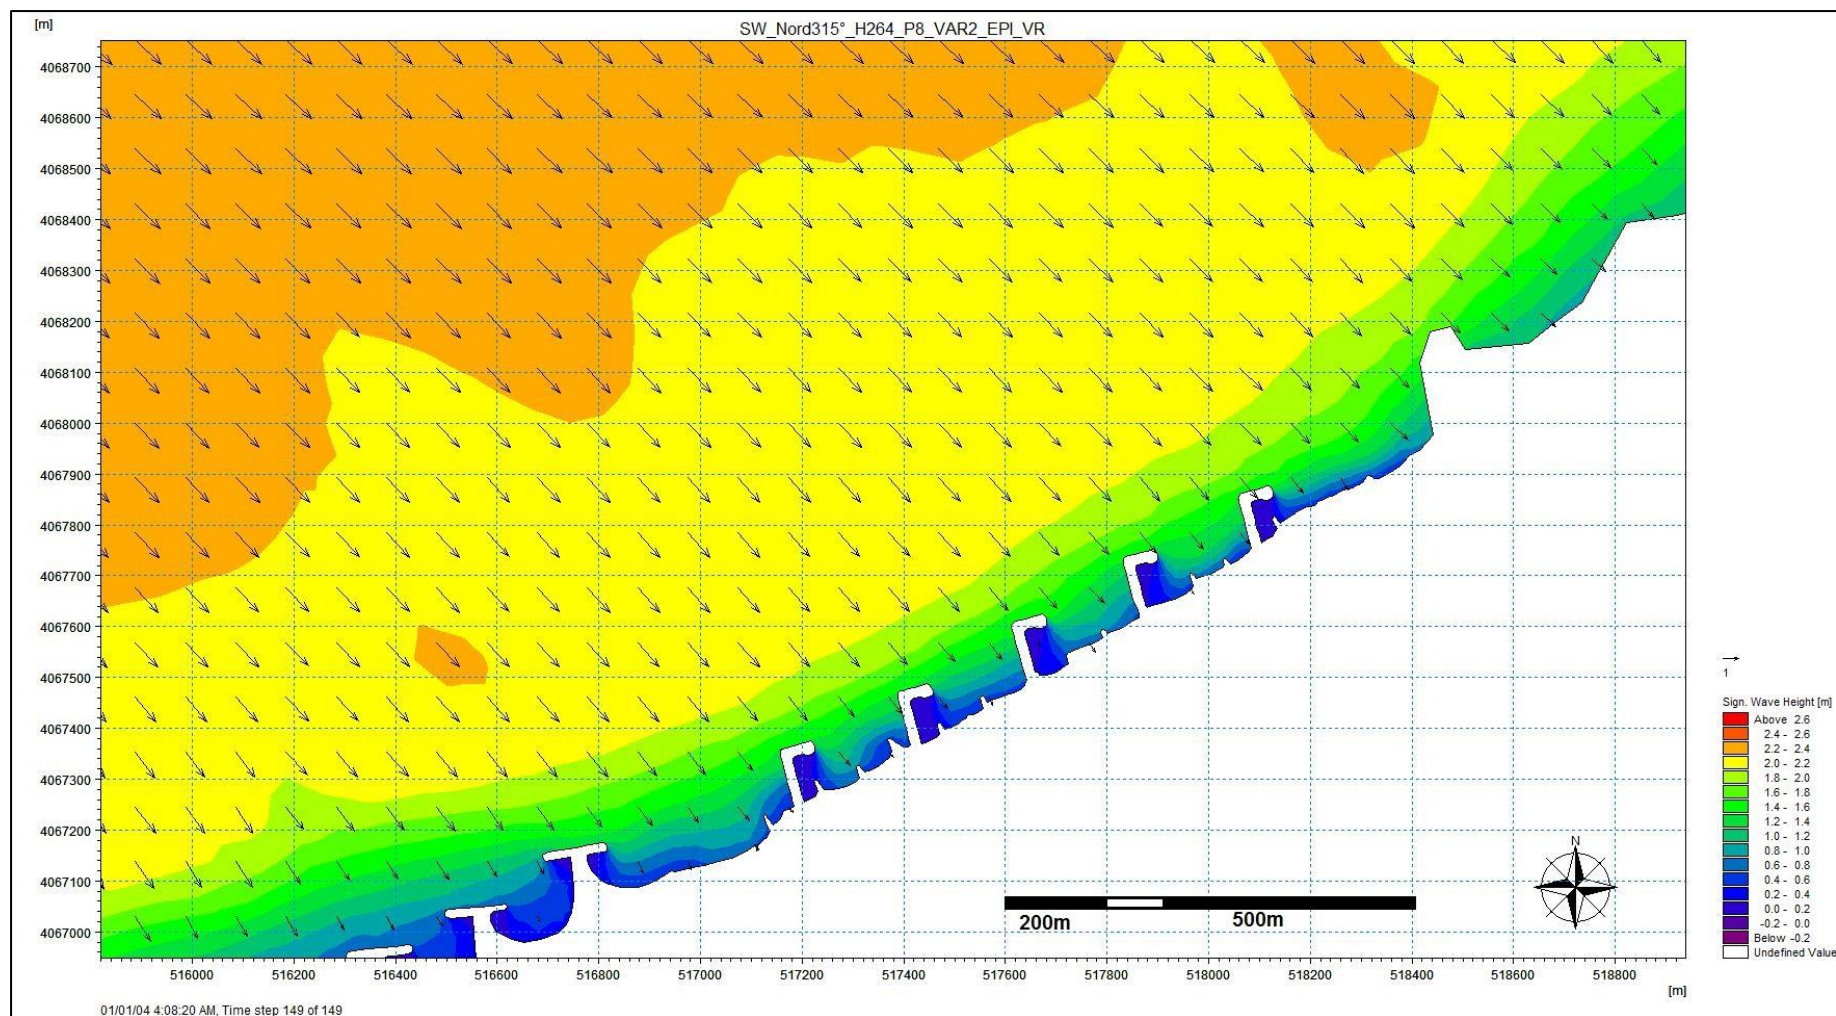 [m]
SW_Nord315°_H264_P8_VAR2_EPI_VR
4068700
4068600
4068500
4068400
4068300
4068200
4068100
4068000
4067900
4067800
4067700
4067600
4067500
4067400
4067300
4067200
4067100
4067000
516000 516200 516400 516600 516800 517000 517200 517400 517600 517800 518000 518200 518400 518600 518800
[m]
N
200m 500m
1
Sign. Wave Height [m]
Above 2.6
2.4 - 2.6
2.2 - 2.4
2.0 - 2.2
1.8 - 2.0
1.6 - 1.8
1.4 - 1.6
1.2 - 1.4
1.0 - 1.2
0.8 - 1.0
0.6 - 0.8
0.4 - 0.6
0.2 - 0.4
0.0 - 0.2
-0.2 - 0.0
Below -0.2
Undefined Value
01/01/04 4:08:20 AM, Time step 149 of 149